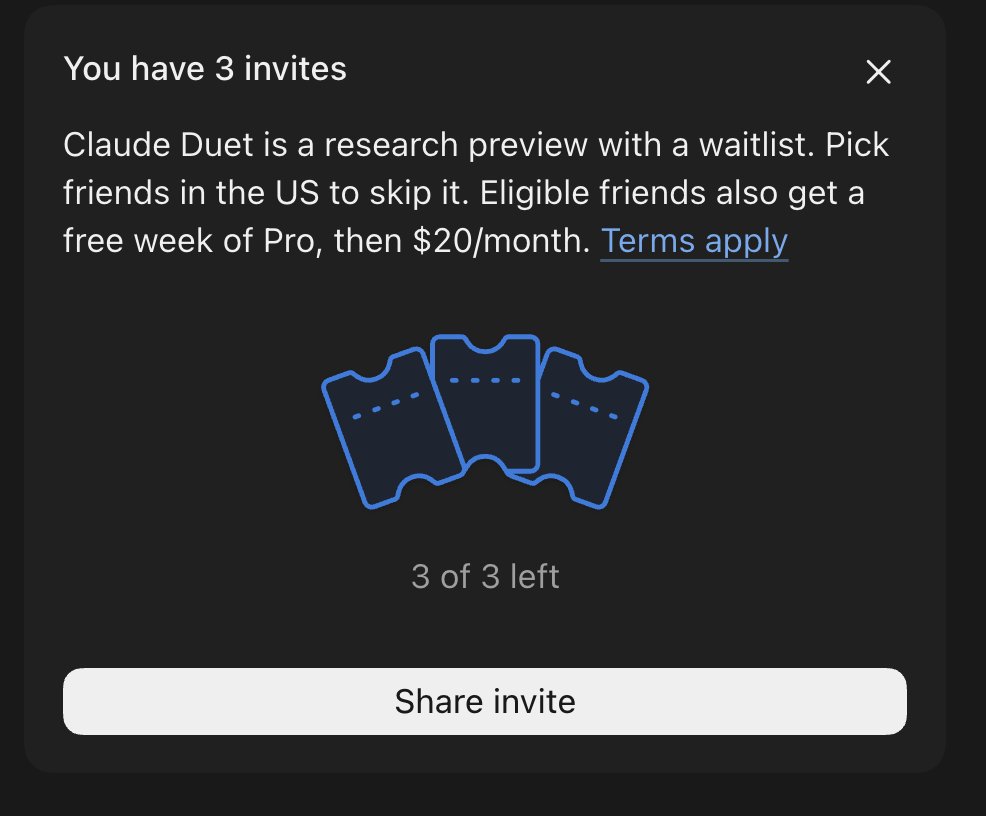 You have 3 invites
Claude Duet is a research preview with a waitlist. Pick
friends in the US to skip it. Eligible friends also get a
free week of Pro, then $20/month. Terms apply
3 of 3 left
Share invite